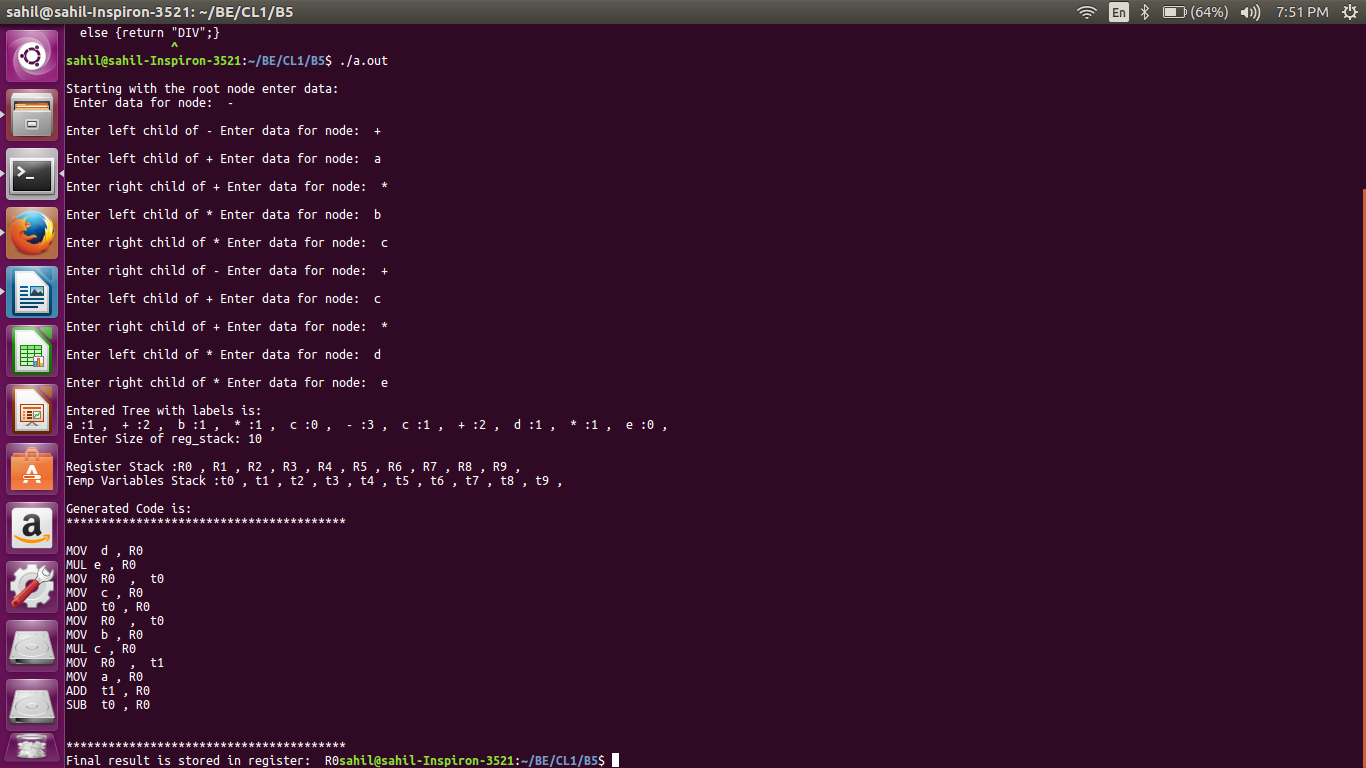 sahil@sahil-Inspiron-3521: ~/BE/CL1/B5
En (64%) 7:51 PM
else {return "DIV";}
^
sahil@sahil-Inspiron-3521:~/BE/CL1/B5$ ./a.out
Starting with the root node enter data:
Enter data for node:  -
Enter left child of - Enter data for node:  +
Enter left child of + Enter data for node:  a
Enter right child of + Enter data for node:  *
Enter left child of * Enter data for node:  b
Enter right child of * Enter data for node:  c
Enter right child of - Enter data for node:  +
Enter left child of + Enter data for node:  c
Enter right child of + Enter data for node:  *
Enter left child of * Enter data for node:  d
Enter right child of * Enter data for node:  e
Entered Tree with labels is:
a :1 ,  + :2 ,  b :1 ,  * :1 ,  c :0 ,  - :3 ,  c :1 ,  + :2 ,  d :1 ,  * :1 ,  e :0 ,
Enter Size of reg_stack: 10
Register Stack :R0 , R1 , R2 , R3 , R4 , R5 , R6 , R7 , R8 , R9 ,
Temp Variables Stack :t0 , t1 , t2 , t3 , t4 , t5 , t6 , t7 , t8 , t9 ,
Generated Code is:
****************************************
MOV  d , R0
MUL e , R0
MOV  R0  ,  t0
MOV  c , R0
ADD  t0 , R0
MOV  R0  ,  t0
MOV  b , R0
MUL c , R0
MOV  R0  ,  t1
MOV  a , R0
ADD  t1 , R0
SUB  t0 , R0
****************************************
Final result is stored in register:  R0sahil@sahil-Inspiron-3521:~/BE/CL1/B5$